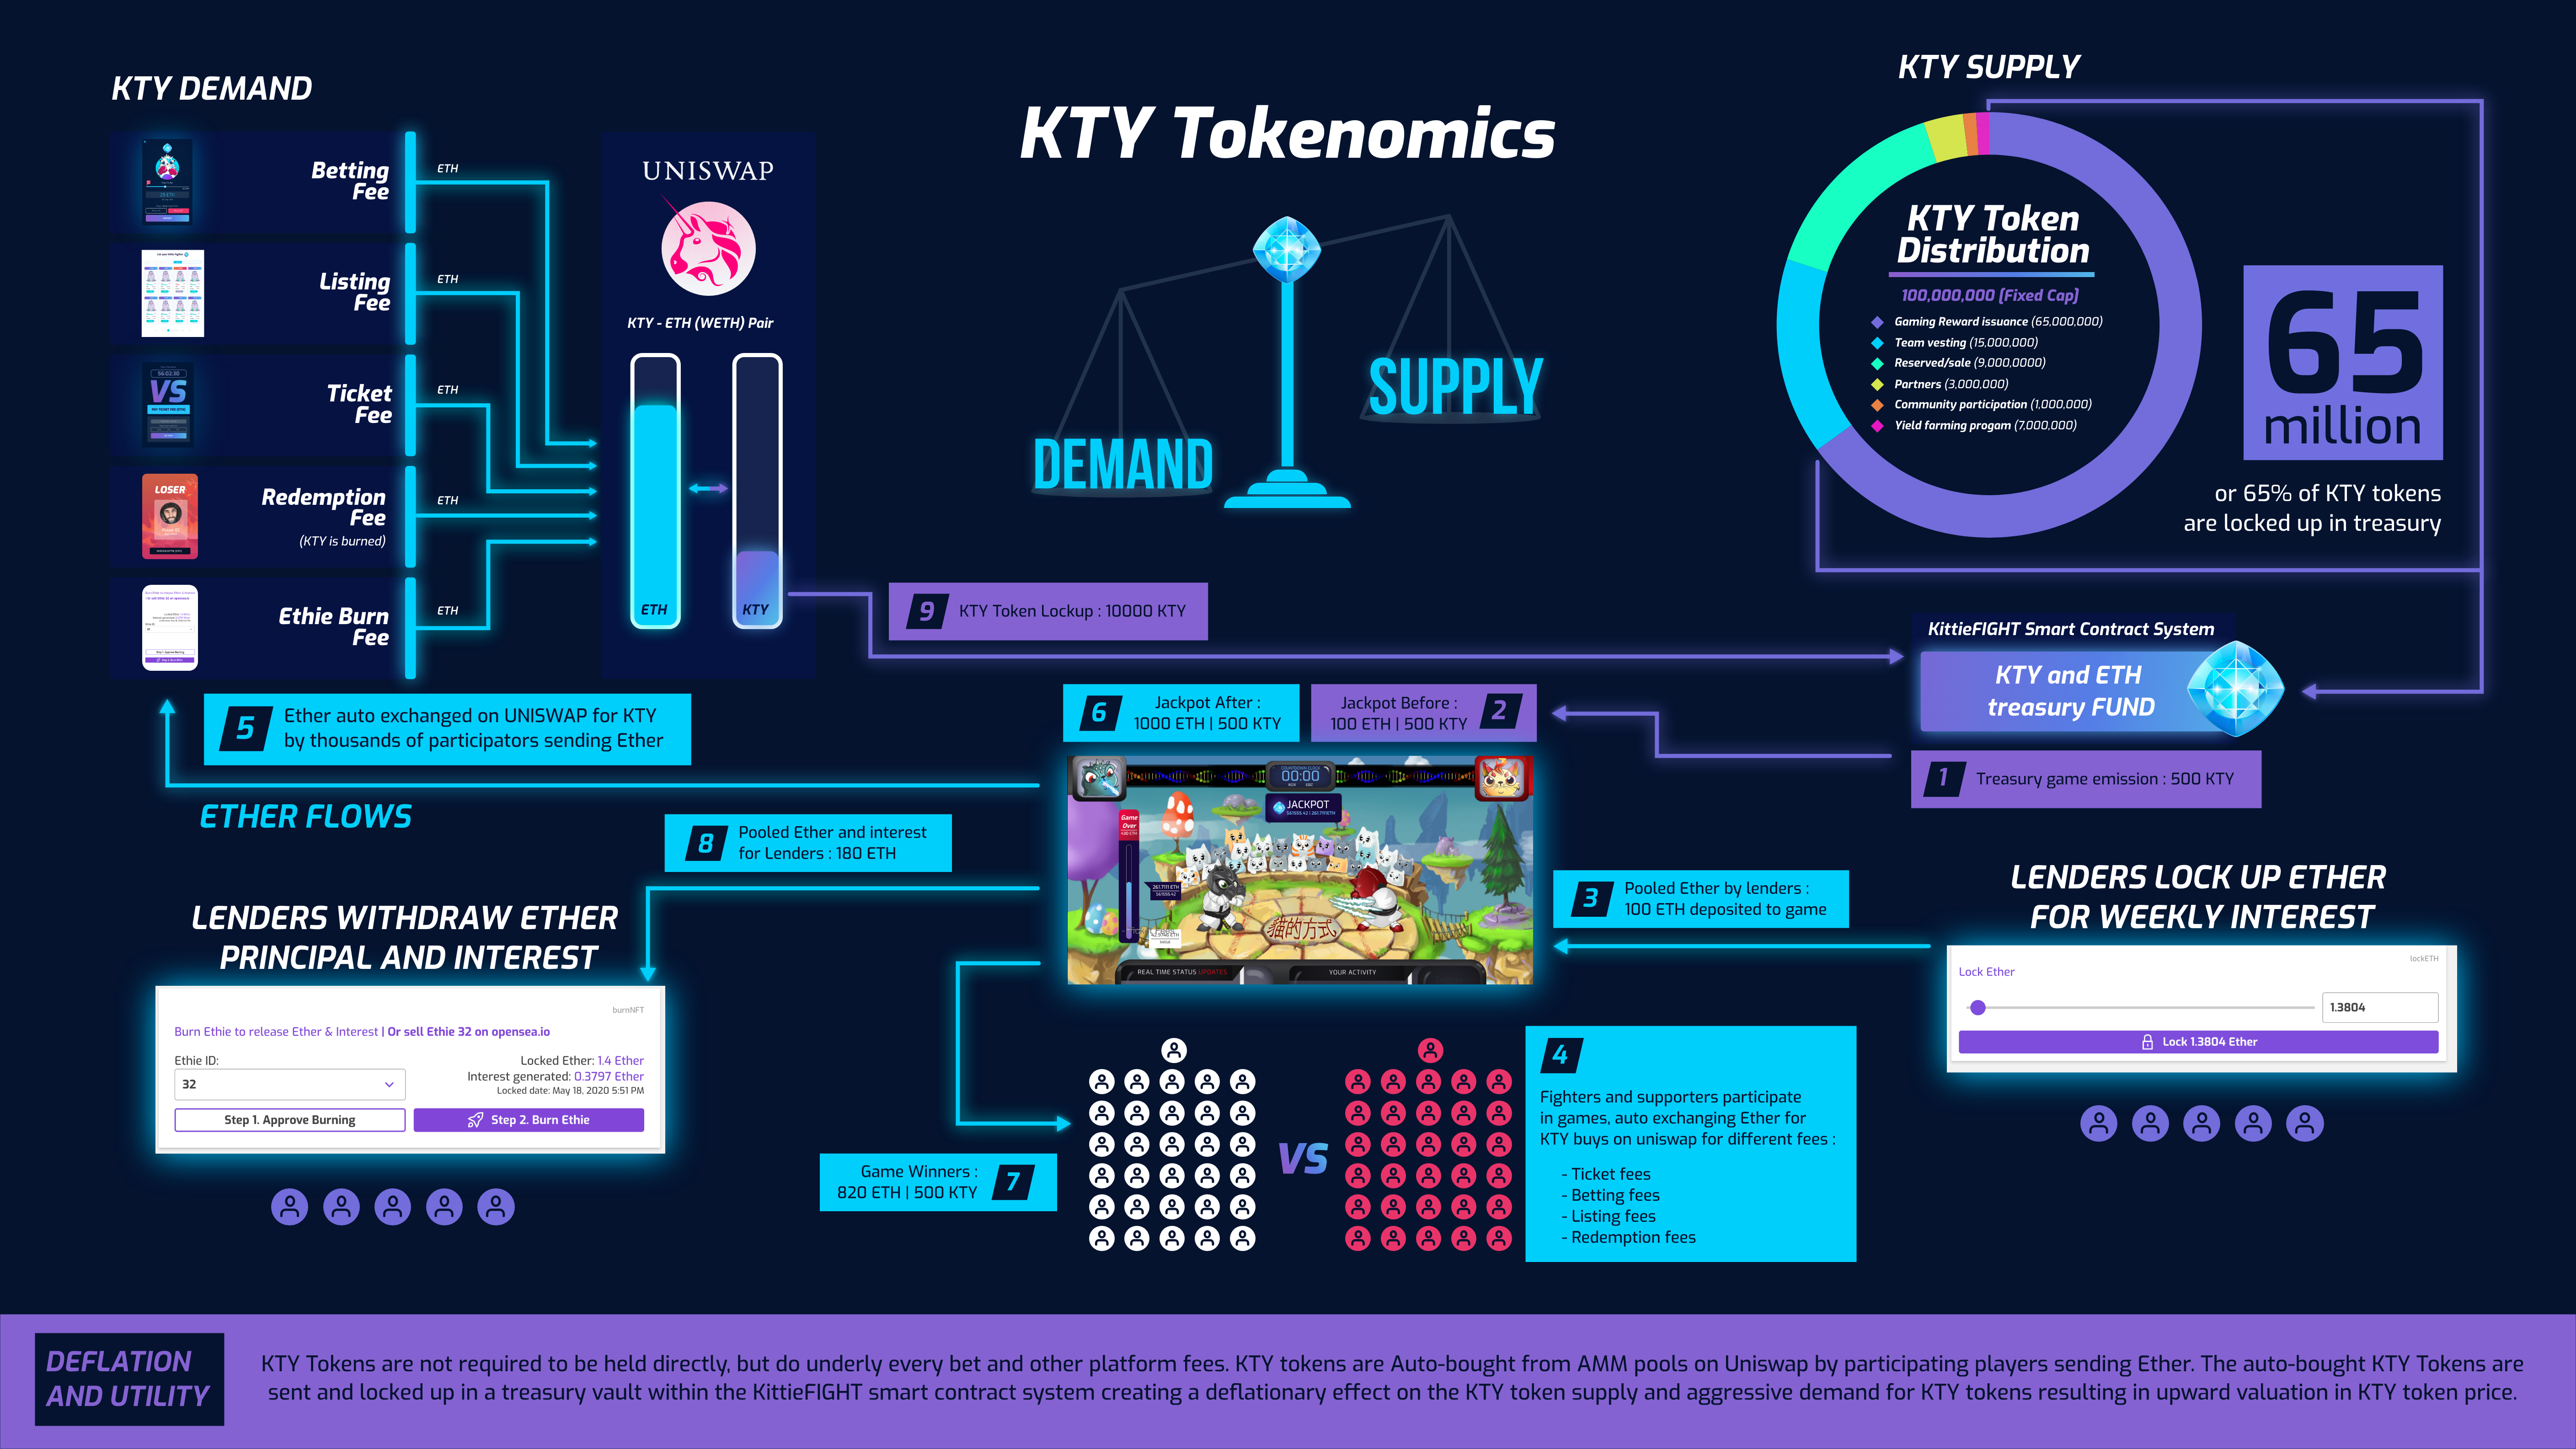 KTY DEMAND
Betting
Fee
ETH
Listing
Fee
ETH
VS
Ticket
Fee
ETH
LOSER
Redemption
Fee
(KTY is burned)
ETH
Ethie Burn
Fee
ETH
UNISWAP
KTY - ETH (WETH) Pair
ETH
KTY
KTY Tokenomics
DEMAND
SUPPLY
KTY SUPPLY
KTY Token
Distribution
100,000,000 [Fixed Cap]
Gaming Reward issuance (65,000,000)
Team vesting (15,000,000)
Reserved/sale (9,000,0000)
Partners (3,000,000)
Community participation (1,000,000)
Yield farming progam (7,000,000)
65
million
or 65% of KTY tokens
are locked up in treasury
9 KTY Token Lockup : 10000 KTY
KittieFIGHT Smart Contract System
KTY and ETH
treasury FUND
1 Treasury game emission : 500 KTY
6 Jackpot After :
1000 ETH | 500 KTY
Jackpot Before :
100 ETH | 500 KTY 2
5 Ether auto exchanged on UNISWAP for KTY
by thousands of participators sending Ether
ETHER FLOWS
8 Pooled Ether and interest
for Lenders : 180 ETH
COUNTDOWN CLOCK
00:00
JACKPOT
Game
Over
貓的方式
REAL TIME STATUS UPDATES
YOUR ACTIVITY
3 Pooled Ether by lenders :
100 ETH deposited to game
LENDERS LOCK UP ETHER
FOR WEEKLY INTEREST
lockETH
Lock Ether
1.3804
Lock 1.3804 Ether
LENDERS WITHDRAW ETHER
PRINCIPAL AND INTEREST
burnNFT
Burn Ethie to release Ether & Interest | Or sell Ethie 32 on opensea.io
Ethie ID:
32
Locked Ether: 1.4 Ether
Interest generated: 0.3797 Ether
Locked date: May 18, 2020 5:51 PM
Step 1. Approve Burning
Step 2. Burn Ethie
Game Winners :
820 ETH | 500 KTY 7
VS
4
Fighters and supporters participate
in games, auto exchanging Ether for
KTY buys on uniswap for different fees :
- Ticket fees
- Betting fees
- Listing fees
- Redemption fees
DEFLATION
AND UTILITY
KTY Tokens are not required to be held directly, but do underly every bet and other platform fees. KTY tokens are Auto-bought from AMM pools on Uniswap by participating players sending Ether. The auto-bought KTY Tokens are
sent and locked up in a treasury vault within the KittieFIGHT smart contract system creating a deflationary effect on the KTY token supply and aggressive demand for KTY tokens resulting in upward valuation in KTY token price.